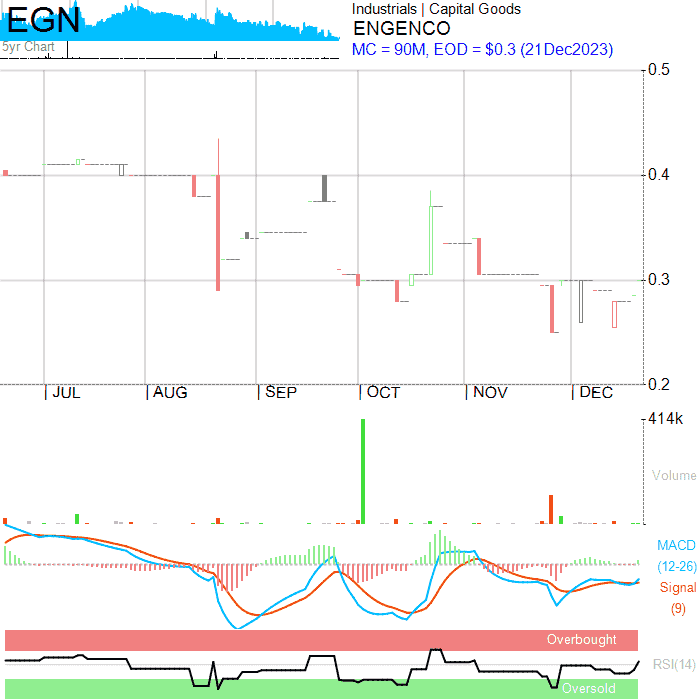 EGN
5yr Chart
Industrials | Capital Goods
ENGENCO
MC = 90M, EOD = $0.3 (21Dec2023)
0.5
0.4
0.3
0.2
JUL AUG SEP OCT NOV DEC
414k
Volume
MACD
(12-26)
Signal
(9)
Overbought
RSI(14)
Oversold